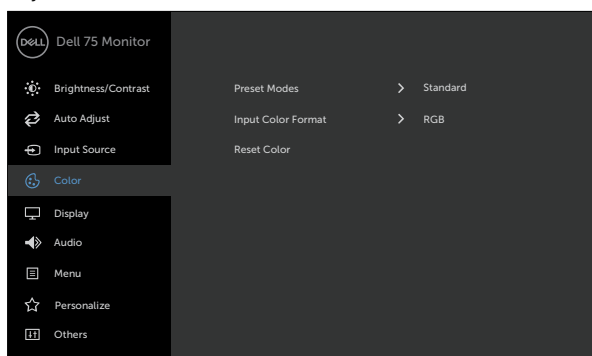 DELL
Dell 75 Monitor
Brightness/Contrast
Preset Modes
Standard
Auto Adjust
Input Color Format
RGB
Input Source
Reset Color
Color
Display
Audio
Menu
Personalize
Others